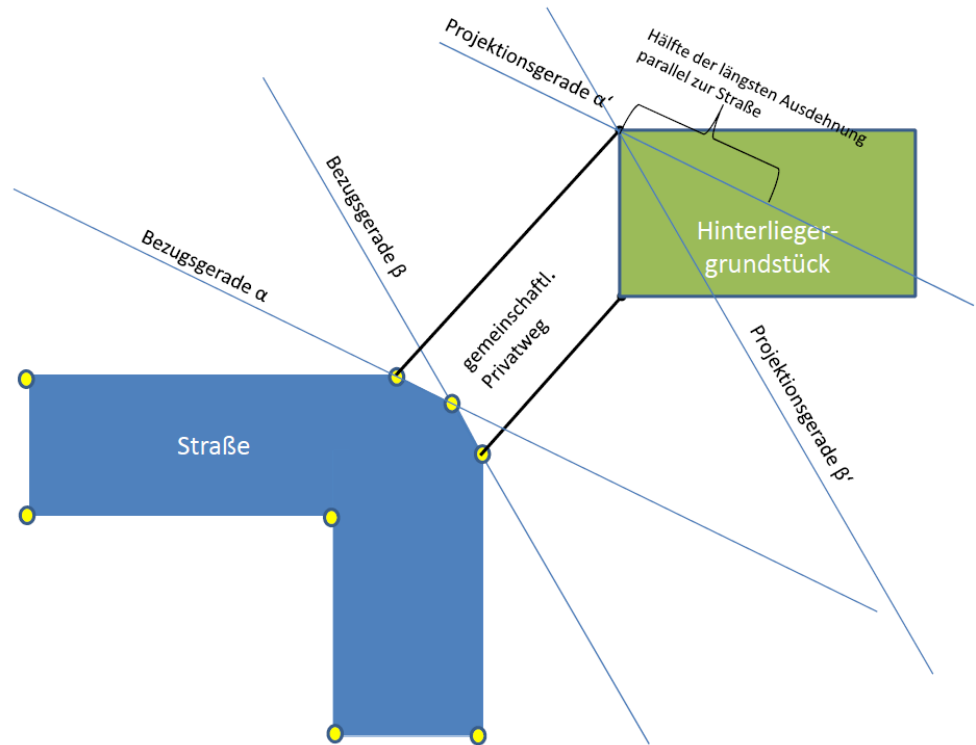 Projektionsgerade α‘
Hälfte der längsten Ausdehnung
parallel zur Straße
Bezugsgerade β
Bezugsgerade α
Hinterlieger-
grundstück
gemeinschaftl.
Privatweg
Projektionsgerade β‘
Straße